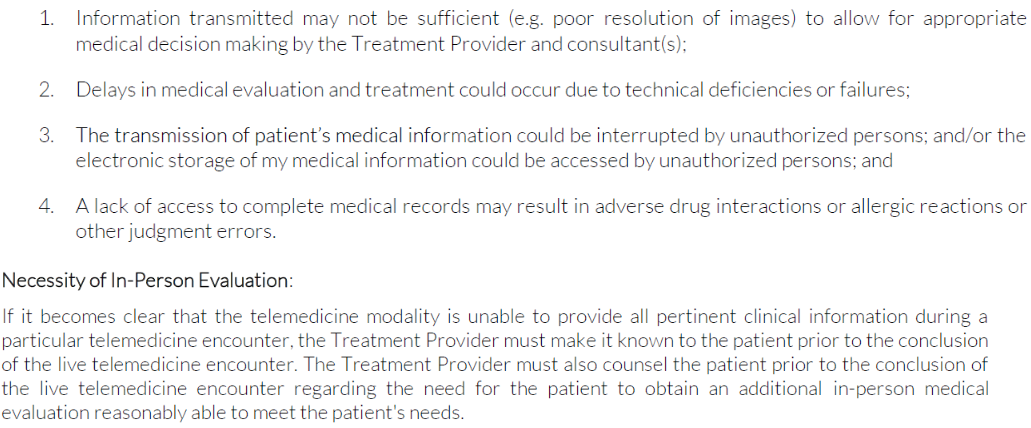 1. Information transmitted may not be sufficient (e.g. poor resolution of images) to allow for appropriate
medical decision making by the Treatment Provider and consultant(s);
2. Delays in medical evaluation and treatment could occur due to technical deficiencies or failures;
3. The transmission of patient's medical information could be interrupted by unauthorized persons; and/or the
electronic storage of my medical information could be accessed by unauthorized persons; and
4. A lack of access to complete medical records may result in adverse drug interactions or allergic reactions or
other judgment errors.
Necessity of In-Person Evaluation:
If it becomes clear that the telemedicine modality is unable to provide all pertinent clinical information during a
particular telemedicine encounter, the Treatment Provider must make it known to the patient prior to the conclusion
of the live telemedicine encounter. The Treatment Provider must also counsel the patient prior to the conclusion of
the live telemedicine encounter regarding the need for the patient to obtain an additional in-person medical
evaluation reasonably able to meet the patient's needs.